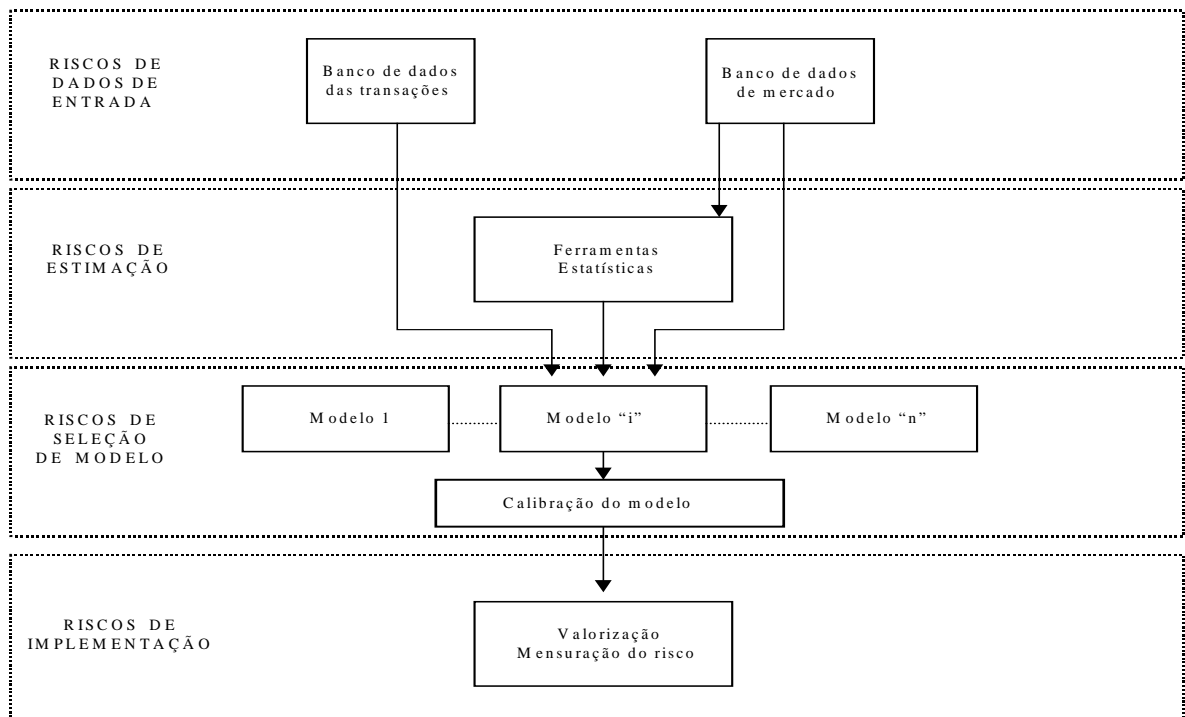 RISCOS DE
DADOS DE
ENTRADA
Banco de dados
das transações
Banco de dados
de mercado
RISCOS DE
ESTIMAÇÃO
Ferramentas
Estatísticas
RISCOS DE
SELEÇÃO
DE MODELO
Modelo 1
Modelo “i”
Modelo “n”
Calibração do modelo
RISCOS DE
IMPLEMENTAÇÃO
Valorização
Mensuração do risco